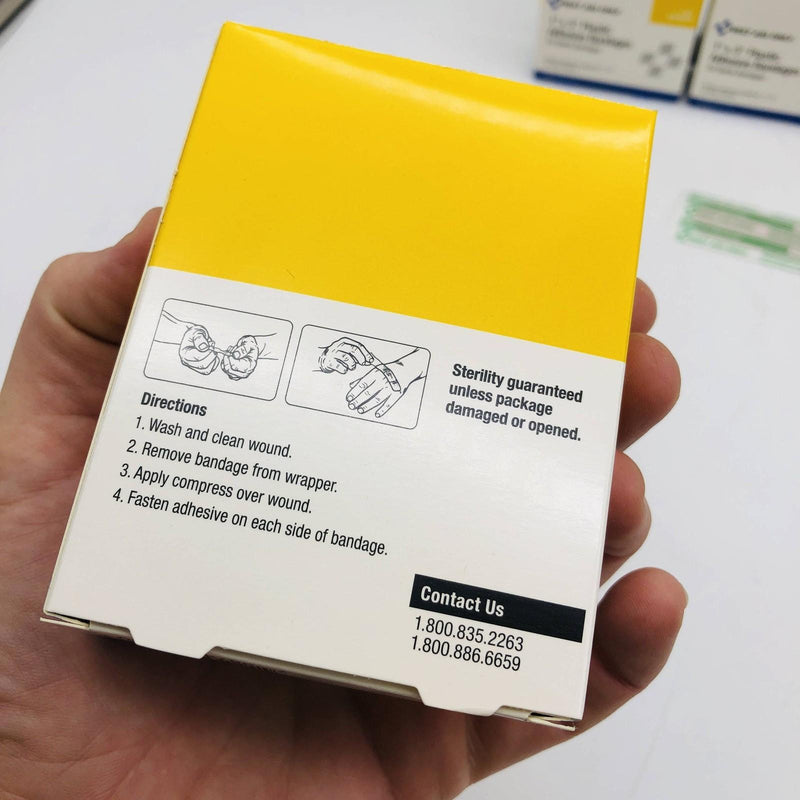 Sterility guaranteed
unless package
damaged or opened.
Directions
1. Wash and clean wound.
2. Remove bandage from wrapper.
3. Apply compress over wound.
4. Fasten adhesive on each side of bandage.
Contact Us
1.800.835.2263
1.800.886.6659